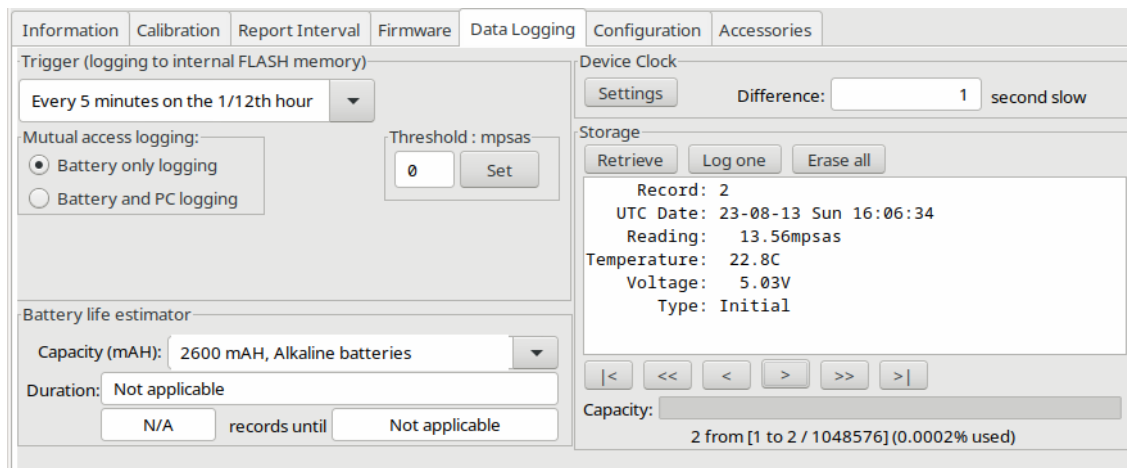 Information Calibration Report Interval Firmware Data Logging Configuration Accessories
Trigger (logging to internal FLASH memory)
Every 5 minutes on the 1/12th hour
Mutual access logging:
Battery only logging
Battery and PC logging
Threshold : mpsas
0 Set
Battery life estimator
Capacity (mAH): 2600 mAH, Alkaline batteries
Duration: Not applicable
N/A records until Not applicable
Device Clock
Settings Difference: 1 second slow
Storage
Retrieve Log one Erase all
Record: 2
UTC Date: 23-08-13 Sun 16:06:34
Reading: 13.56mpsas
Temperature: 22.8C
Voltage: 5.03V
Type: Initial
|< << < > >> >|
Capacity:
2 from [1 to 2 / 1048576] (0.0002% used)